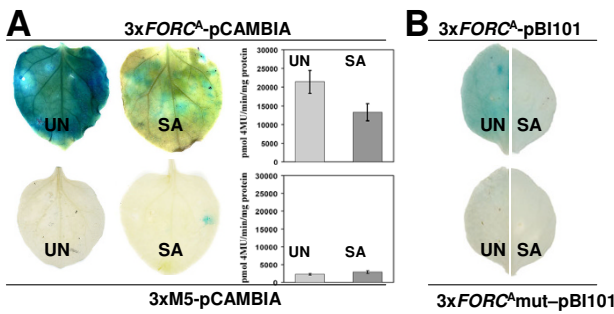 A
3xFORCᴬ-pCAMBIA
UN
SA
pmol 4MU/min/mg protein
30000
25000
20000
15000
10000
5000
0
UN
SA
UN
SA
pmol 4MU/min/mg protein
30000
25000
20000
15000
10000
5000
0
UN
SA
3xM5-pCAMBIA
B
3xFORCᴬ-pBI101
UN
SA
UN
SA
3xFORCᴬmut–pBI101